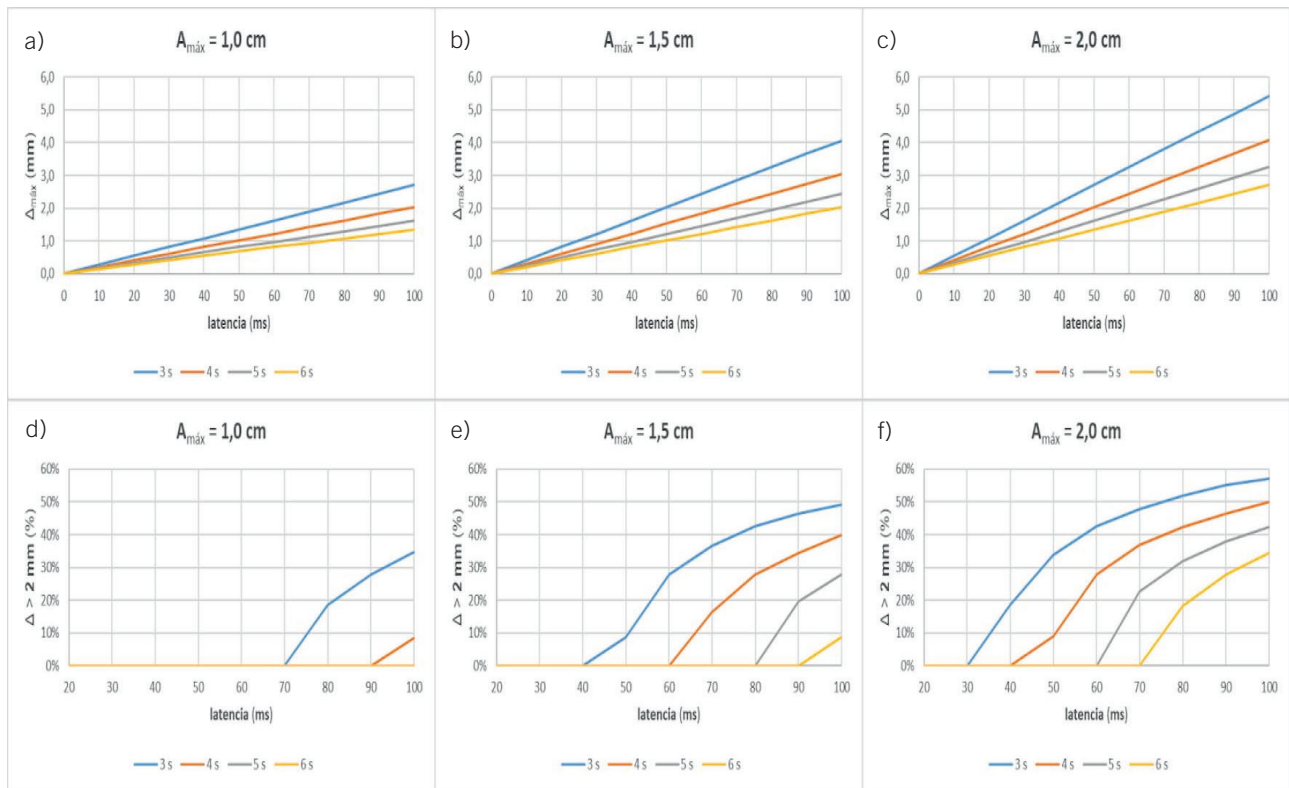 a)
A máx = 1,0 cm
6,0
5,0
4,0
3,0
2,0
1,0
0,0
Δ máx (mm)
0 10 20 30 40 50 60 70 80 90 100
latencia (ms)
3 s 4 s 5 s 6 s
b)
A máx = 1,5 cm
6,0
5,0
4,0
3,0
2,0
1,0
0,0
Δ máx (mm)
0 10 20 30 40 50 60 70 80 90 100
latencia (ms)
3 s 4 s 5 s 6 s
c)
A máx = 2,0 cm
6,0
5,0
4,0
3,0
2,0
1,0
0,0
Δ máx (mm)
0 10 20 30 40 50 60 70 80 90 100
latencia (ms)
3 s 4 s 5 s 6 s
d)
A máx = 1,0 cm
60%
50%
40%
30%
20%
10%
0%
Δ > 2 mm (%)
20 30 40 50 60 70 80 90 100
latencia (ms)
3 s 4 s 5 s 6 s
e)
A máx = 1,5 cm
60%
50%
40%
30%
20%
10%
0%
Δ > 2 mm (%)
20 30 40 50 60 70 80 90 100
latencia (ms)
3 s 4 s 5 s 6 s
f)
A máx = 2,0 cm
60%
50%
40%
30%
20%
10%
0%
Δ > 2 mm (%)
20 30 40 50 60 70 80 90 100
latencia (ms)
3 s 4 s 5 s 6 s